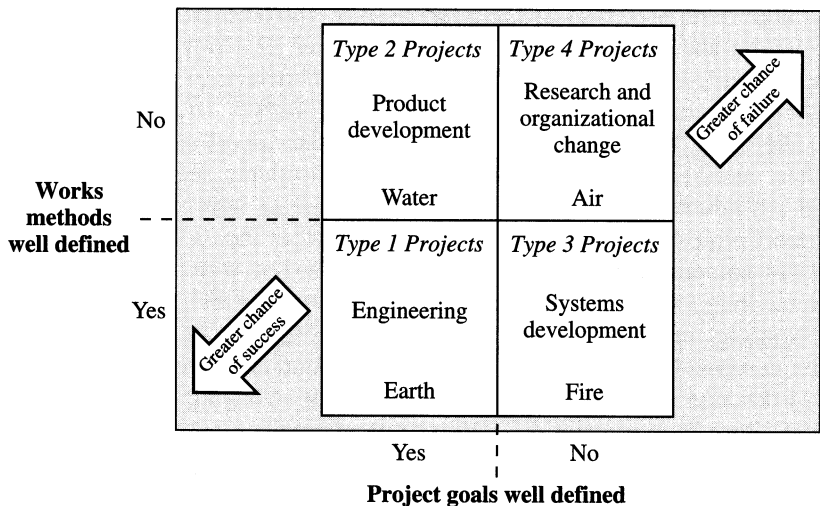 Type 2 Projects
Type 4 Projects
Product
development
Research and
organizational
change
No
Water
Air
Works
methods
well defined
Type 1 Projects
Type 3 Projects
Yes
Engineering
Systems
development
Earth
Fire
Greater chance
of failure
Greater chance
of success
Yes
No
Project goals well defined